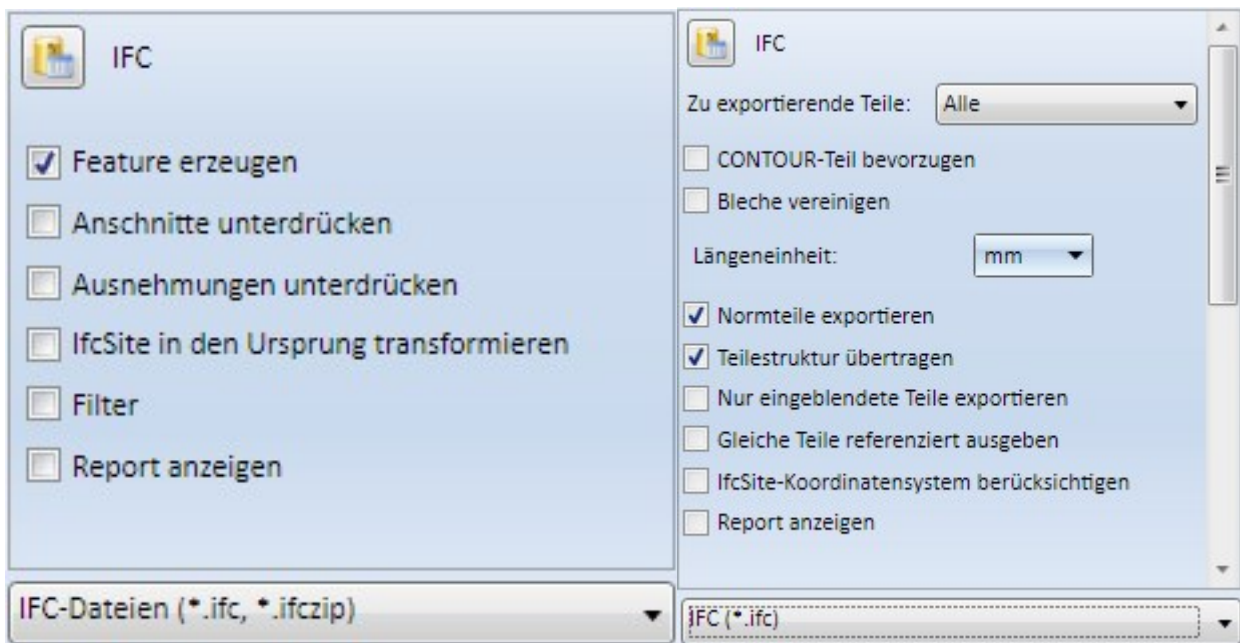 IFC
Feature erzeugen
Anschnitte unterdrücken
Ausnehmungen unterdrücken
IfcSite in den Ursprung transformieren
Filter
Report anzeigen
IFC-Dateien (*.ifc, *.ifczip)
IFC
Zu exportierende Teile: Alle
CONTOUR-Teil bevorzugen
Bleche vereinigen
Längeneinheit: mm
Normteile exportieren
Teilestruktur übertragen
Nur eingeblendete Teile exportieren
Gleiche Teile referenziert ausgeben
IfcSite-Koordinatensystem berücksichtigen
Report anzeigen
IFC (*.ifc)